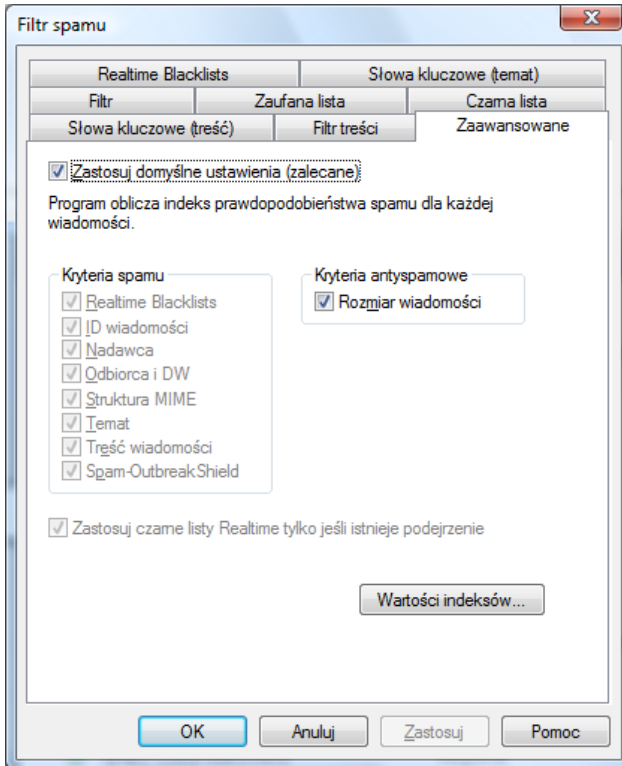 Filtr spamu
Realtime Blacklists
Słowa kluczowe (temat)
Filtr
Zaufana lista
Czarna lista
Słowa kluczowe (treść)
Filtr treści
Zaawansowane
Zastosuj domyślne ustawienia (zalecane)
Program oblicza indeks prawdopodobieństwa spamu dla każdej
wiadomości.
Kryteria spamu
Realtime Blacklists
ID wiadomości
Nadawca
Odbiorca i DW
Struktura MIME
Temat
Treść wiadomości
Spam-OutbreakShield
Kryteria antyspamowe
Rozmiar wiadomości
Zastosuj czarne listy Realtime tylko jeśli istnieje podejrzenie
Wartości indeksów...
OK
Anuluj
Zastosuj
Pomoc